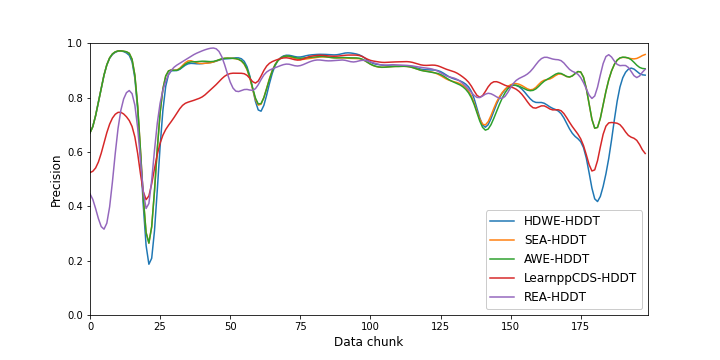 1.0
0.8
0.6
0.4
0.2
0.0
Precision
0 25 50 75 100 125 150 175
Data chunk
HDWE-HDDT
SEA-HDDT
AWE-HDDT
LearnppCDS-HDDT
REA-HDDT